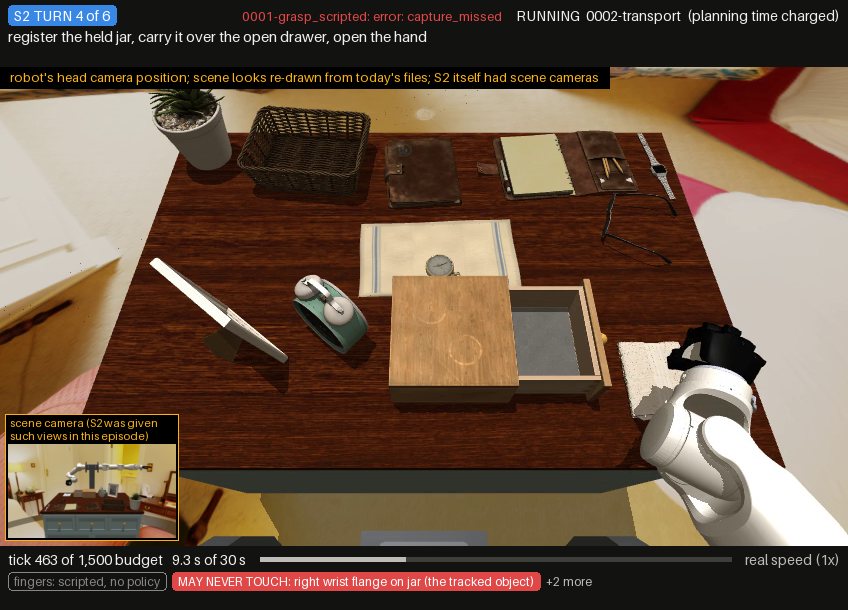 S2 TURN 4 of 6
0001-grasp_scripted: error: capture_missed
RUNNING 0002-transport (planning time charged)
register the held jar, carry it over the open drawer, open the hand
robot's head camera position; scene looks re-drawn from today's files; S2 itself had scene cameras
scene camera (S2 was given
such views in this episode)
tick 463 of 1,500 budget 9.3 s of 30 s
real speed (1x)
fingers: scripted, no policy
MAY NEVER TOUCH: right wrist flange on jar (the tracked object)
+2 more